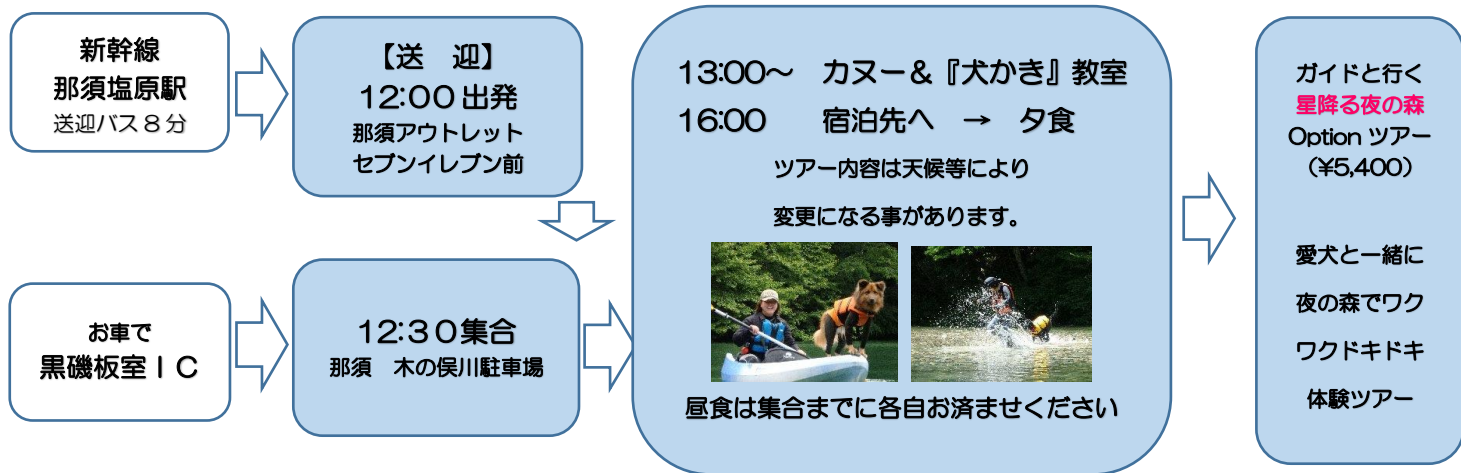 新幹線
那須塩原駅
送迎バス8分
【送　迎】
12:00出発
那須アウトレット
セブンイレブン前
お車で
黒磯板室IC
12:30集合
那須　木の俣川駐車場
13:00～　カヌー＆『犬かき』教室
16:00　　宿泊先へ　→　夕食
ツアー内容は天候等により
変更になる事があります。
昼食は集合までに各自お済ませください
ガイドと行く
星降る夜の森
Optionツアー
（¥5,400）
愛犬と一緒に
夜の森でワク
ワクドキドキ
体験ツアー